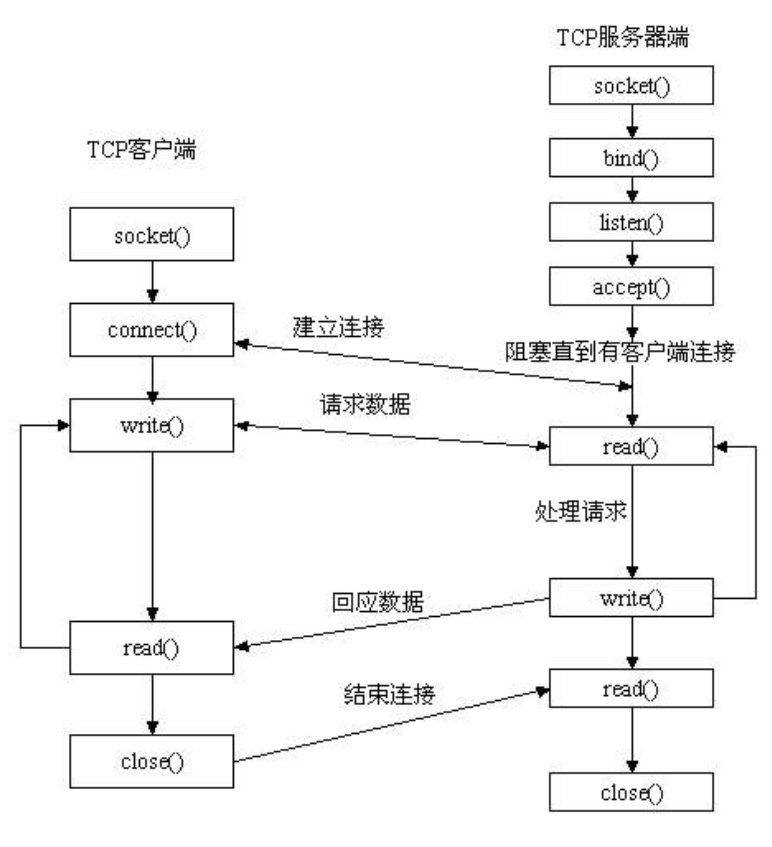 TCP服务器端
socket()
bind()
listen()
accept()
阻塞直到有客户端连接
read()
处理请求
write()
read()
close()
TCP客户端
socket()
connect()
write()
read()
close()
建立连接
请求数据
回应数据
结束连接